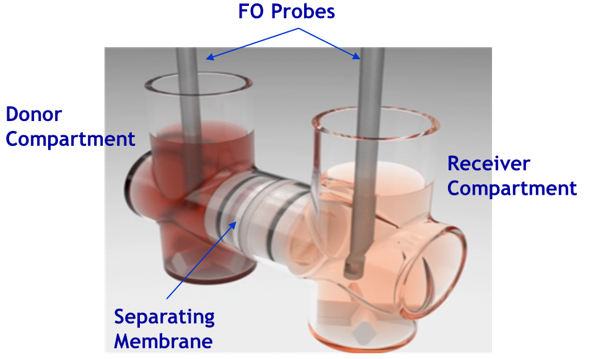 FO Probes
Donor
Compartment
Receiver
Compartment
Separating
Membrane